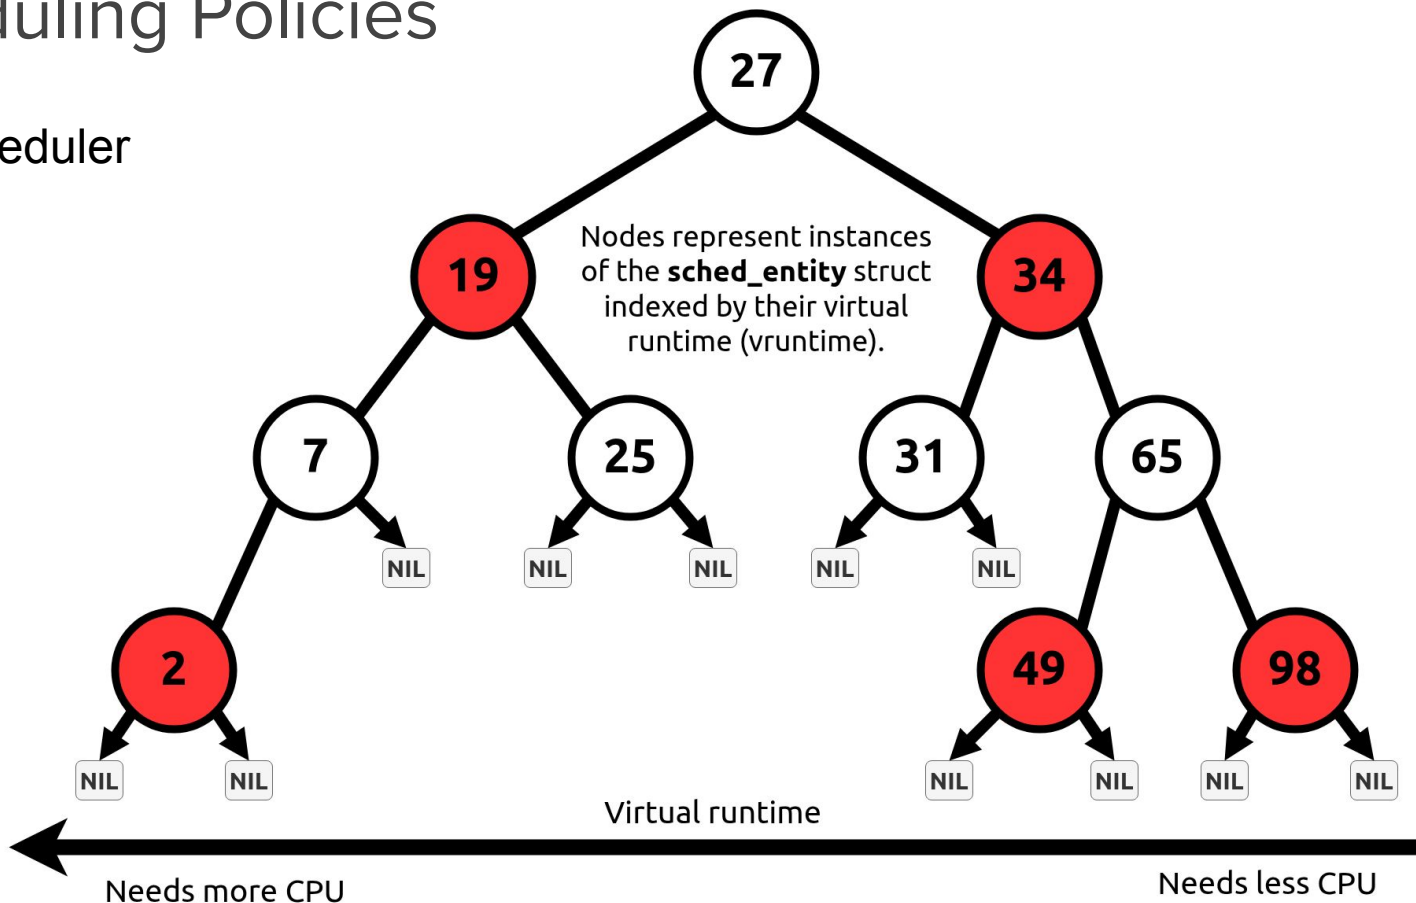 duling Policies
eduler
27
19
34
Nodes represent instances
of the sched_entity struct
indexed by their virtual
runtime (vruntime).
7
25
31
65
NIL
NIL
NIL
NIL
NIL
2
49
98
NIL
NIL
NIL
NIL
NIL
NIL
Virtual runtime
Needs more CPU
Needs less CPU